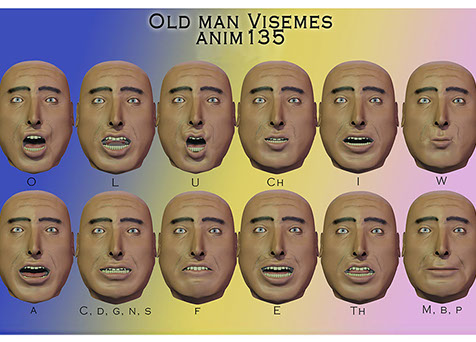 Old man Visemes
anim135
O L U Ch I W
A C, D, G, N, S F E Th M, B, P